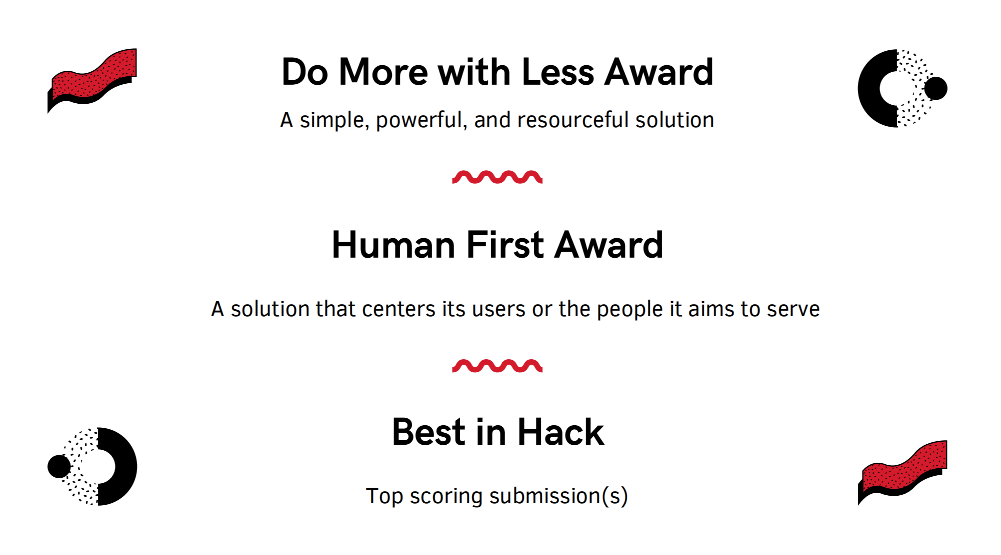 Do More with Less Award
A simple, powerful, and resourceful solution
Human First Award
A solution that centers its users or the people it aims to serve
Best in Hack
Top scoring submission(s)